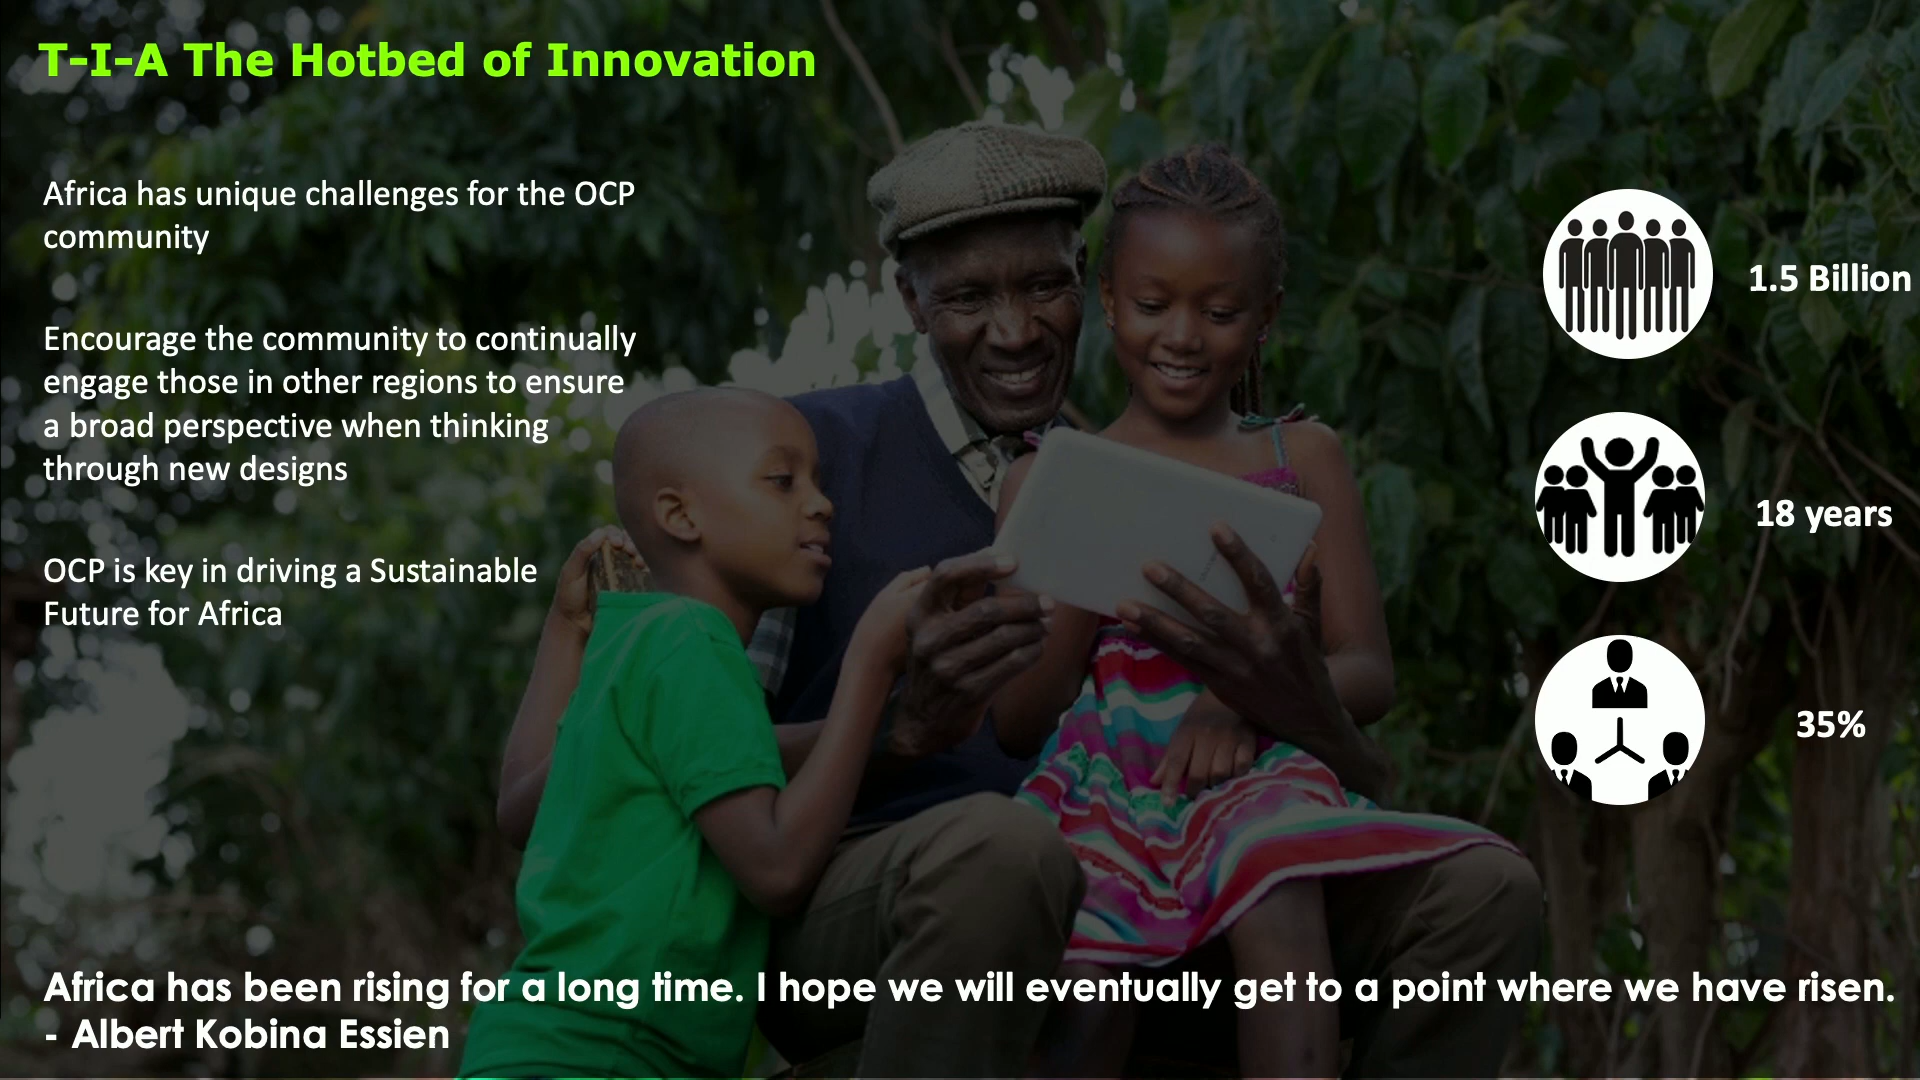 T-I-A The Hotbed of Innovation
Africa has unique challenges for the OCP
community
Encourage the community to continually
engage those in other regions to ensure
a broad perspective when thinking
through new designs
OCP is key in driving a Sustainable
Future for Africa
1.5 Billion
18 years
35%
Africa has been rising for a long time. I hope we will eventually get to a point where we have risen.
- Albert Kobina Essien